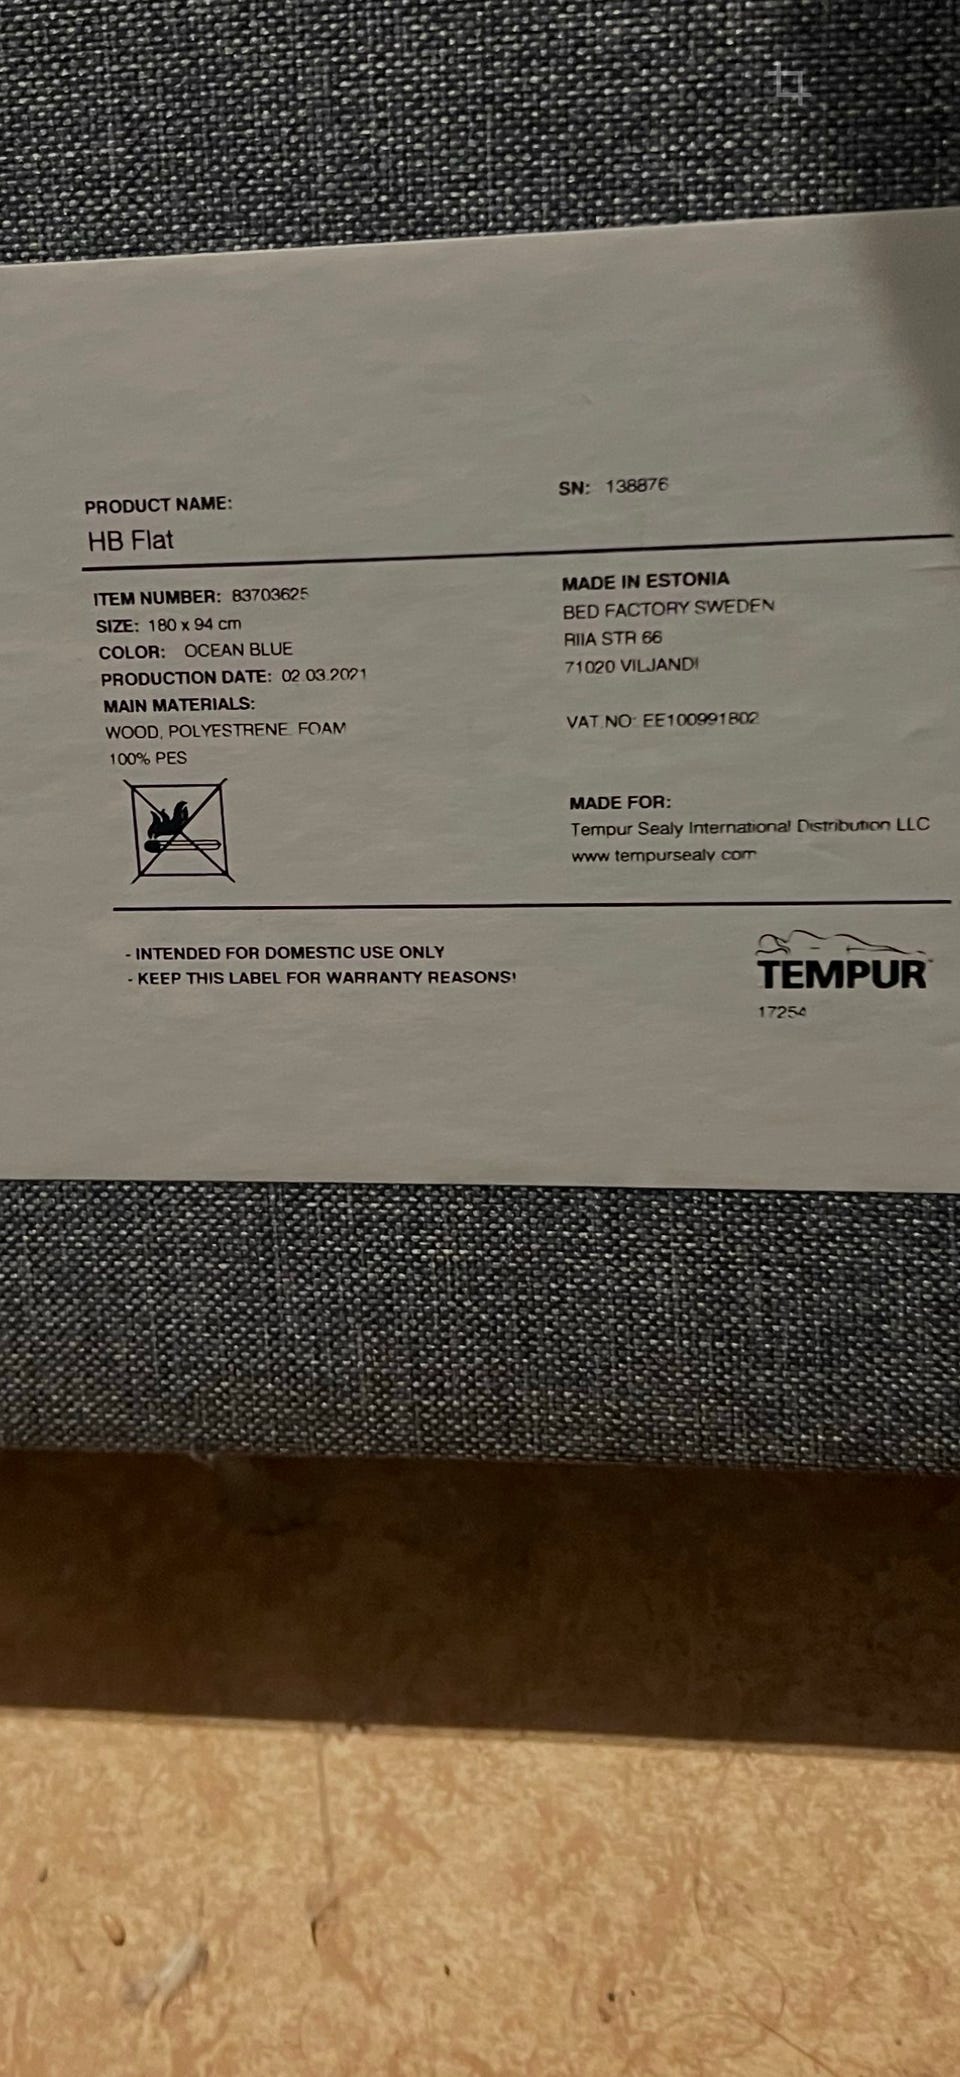 PRODUCT NAME:
HB Flat
SN: 138876
ITEM NUMBER: 83703625
SIZE: 180 x 94 cm
COLOR: OCEAN BLUE
PRODUCTION DATE: 02.03.2021
MAIN MATERIALS:
WOOD, POLYESTRENE FOAM
100% PES
MADE IN ESTONIA
BED FACTORY SWEDEN
RIIA STR 66
71020 VILJANDI
VAT NO: EE100991802
MADE FOR:
Tempur Sealy International Distribution LLC
www.tempursealy.com
- INTENDED FOR DOMESTIC USE ONLY
- KEEP THIS LABEL FOR WARRANTY REASONS!
TEMPUR
17254